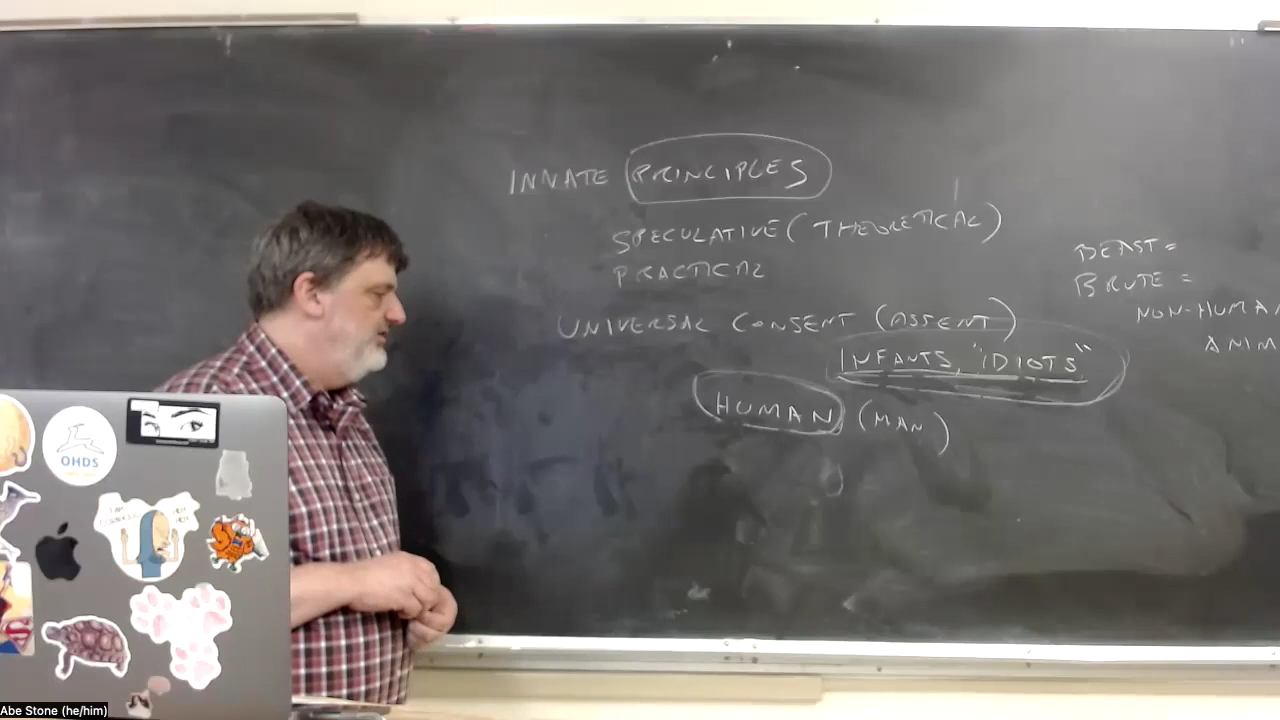 INNATE PRINCIPLES
SPECULATIVE (THEORETICAL)
PRACTICAL
UNIVERSAL CONSENT (ASSENT)
INFANTS, "IDIOTS"
HUMAN (MAN)
BEAST =
BRUTE =
NON-HUMAN
ANIM
OHDS
I AM
Abe Stone (he/him)